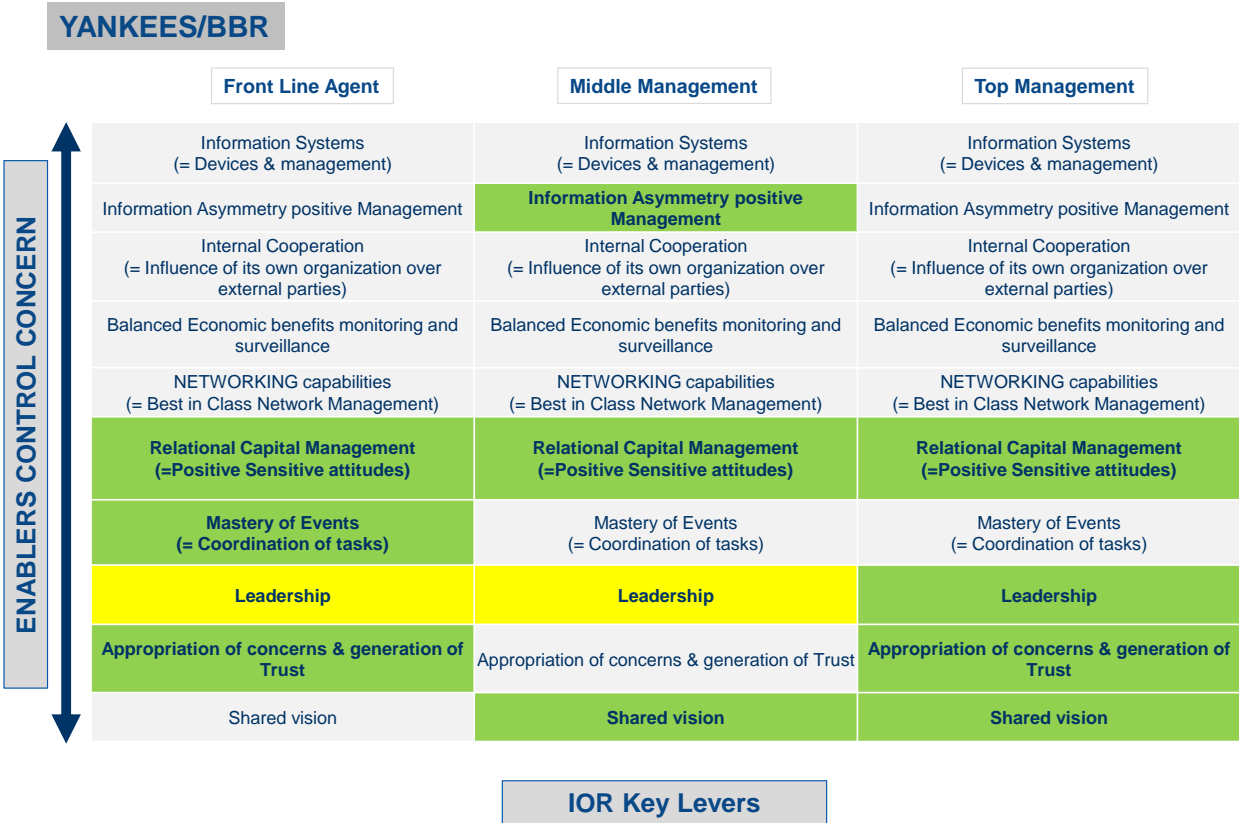 YANKEES/BBR
Front Line Agent
Middle Management
Top Management
ENABLERS CONTROL CONCERN
Information Systems
(= Devices & management)
Information Systems
(= Devices & management)
Information Systems
(= Devices & management)
Information Asymmetry positive Management
Information Asymmetry positive
Management
Information Asymmetry positive Management
Internal Cooperation
(= Influence of its own organization over
external parties)
Internal Cooperation
(= Influence of its own organization over
external parties)
Internal Cooperation
(= Influence of its own organization over
external parties)
Balanced Economic benefits monitoring and
surveillance
Balanced Economic benefits monitoring and
surveillance
Balanced Economic benefits monitoring and
surveillance
NETWORKING capabilities
(= Best in Class Network Management)
NETWORKING capabilities
(= Best in Class Network Management)
NETWORKING capabilities
(= Best in Class Network Management)
Relational Capital Management
(=Positive Sensitive attitudes)
Relational Capital Management
(=Positive Sensitive attitudes)
Relational Capital Management
(=Positive Sensitive attitudes)
Mastery of Events
(= Coordination of tasks)
Mastery of Events
(= Coordination of tasks)
Mastery of Events
(= Coordination of tasks)
Leadership
Leadership
Leadership
Appropriation of concerns & generation of
Trust
Appropriation of concerns & generation of Trust
Appropriation of concerns & generation of
Trust
Shared vision
Shared vision
Shared vision
IOR Key Levers